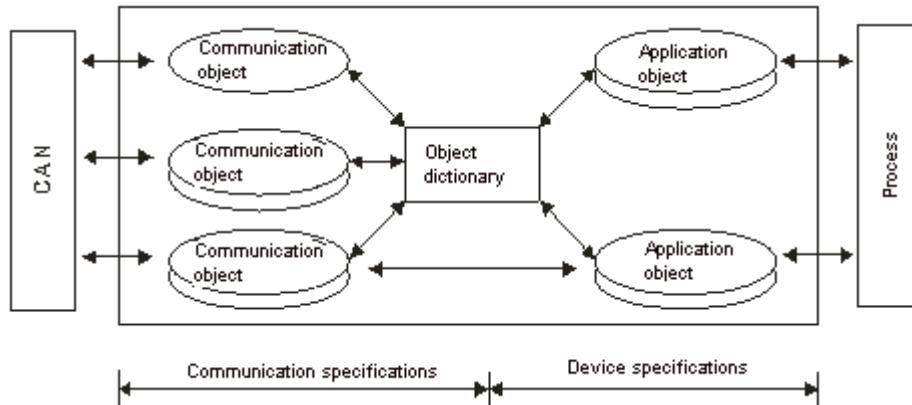 Communication
object
Application
object
CAN
Communication
object
Object
dictionary
Process
Communication
object
Application
object
Communication specifications
Device specifications